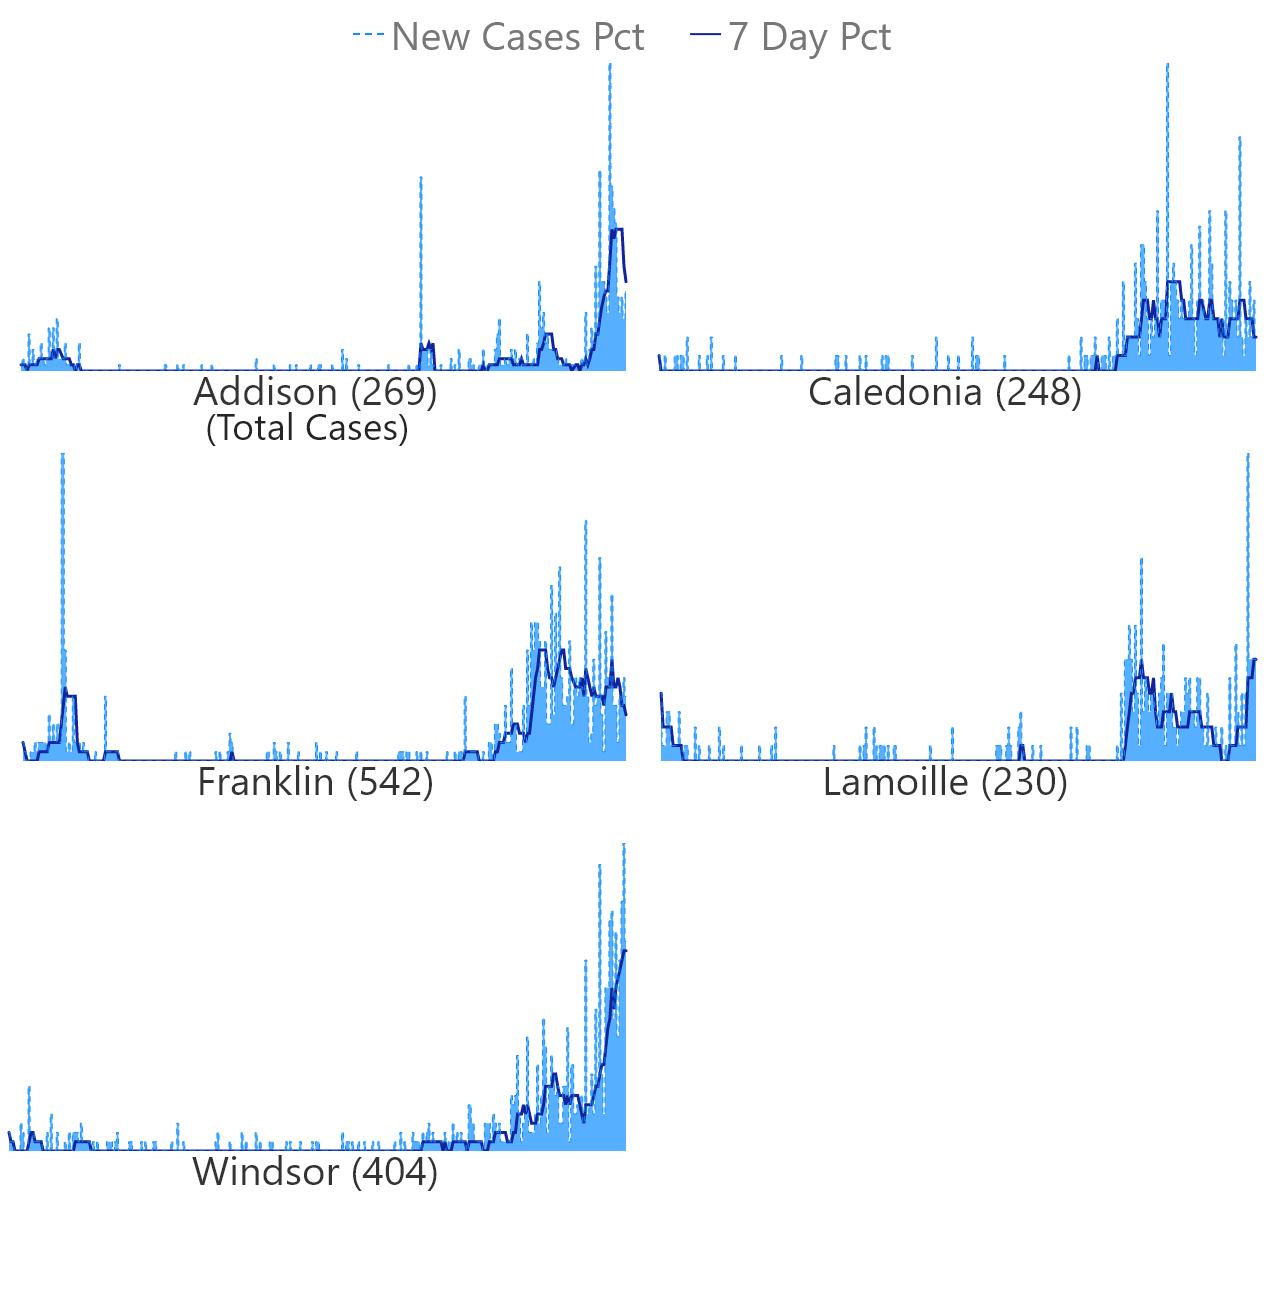 New Cases Pct 7 Day Pct
Addison (269) Caledonia (248)
(Total Cases)
Franklin (542) Lamoille (230)
Windsor (404)